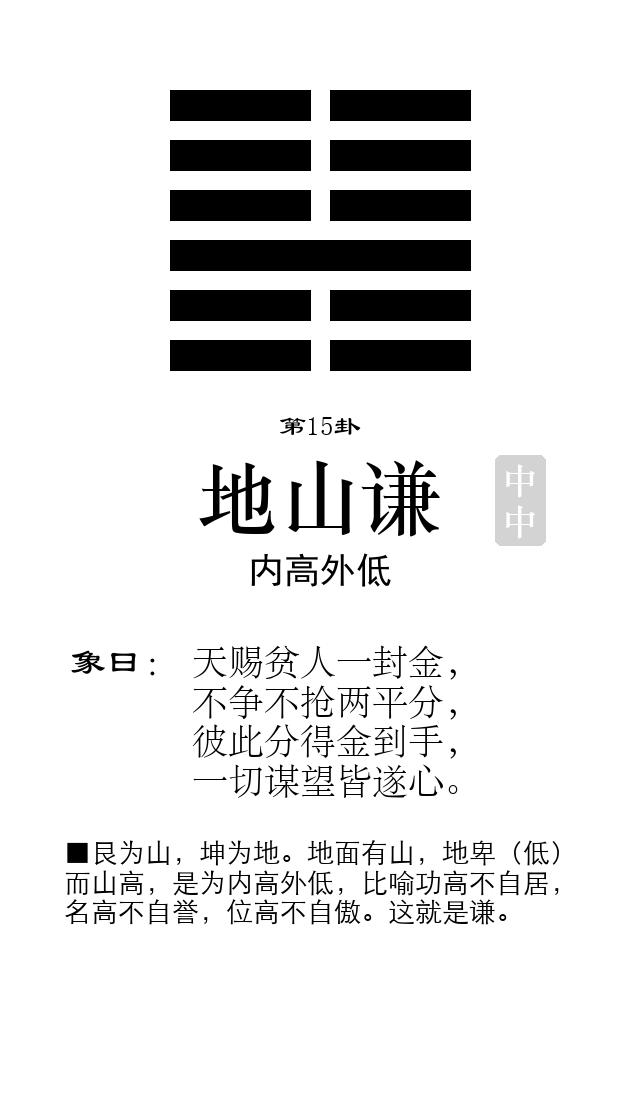 第15卦
地山谦
中
中
内高外低
象曰：天赐贫人一封金，
不争不抢两平分，
彼此分得金到手，
一切谋望皆遂心。
■艮为山，坤为地。地面有山，地卑（低）
而山高，是为内高外低，比喻功高不自居，
名高不自誉，位高不自傲。这就是谦。